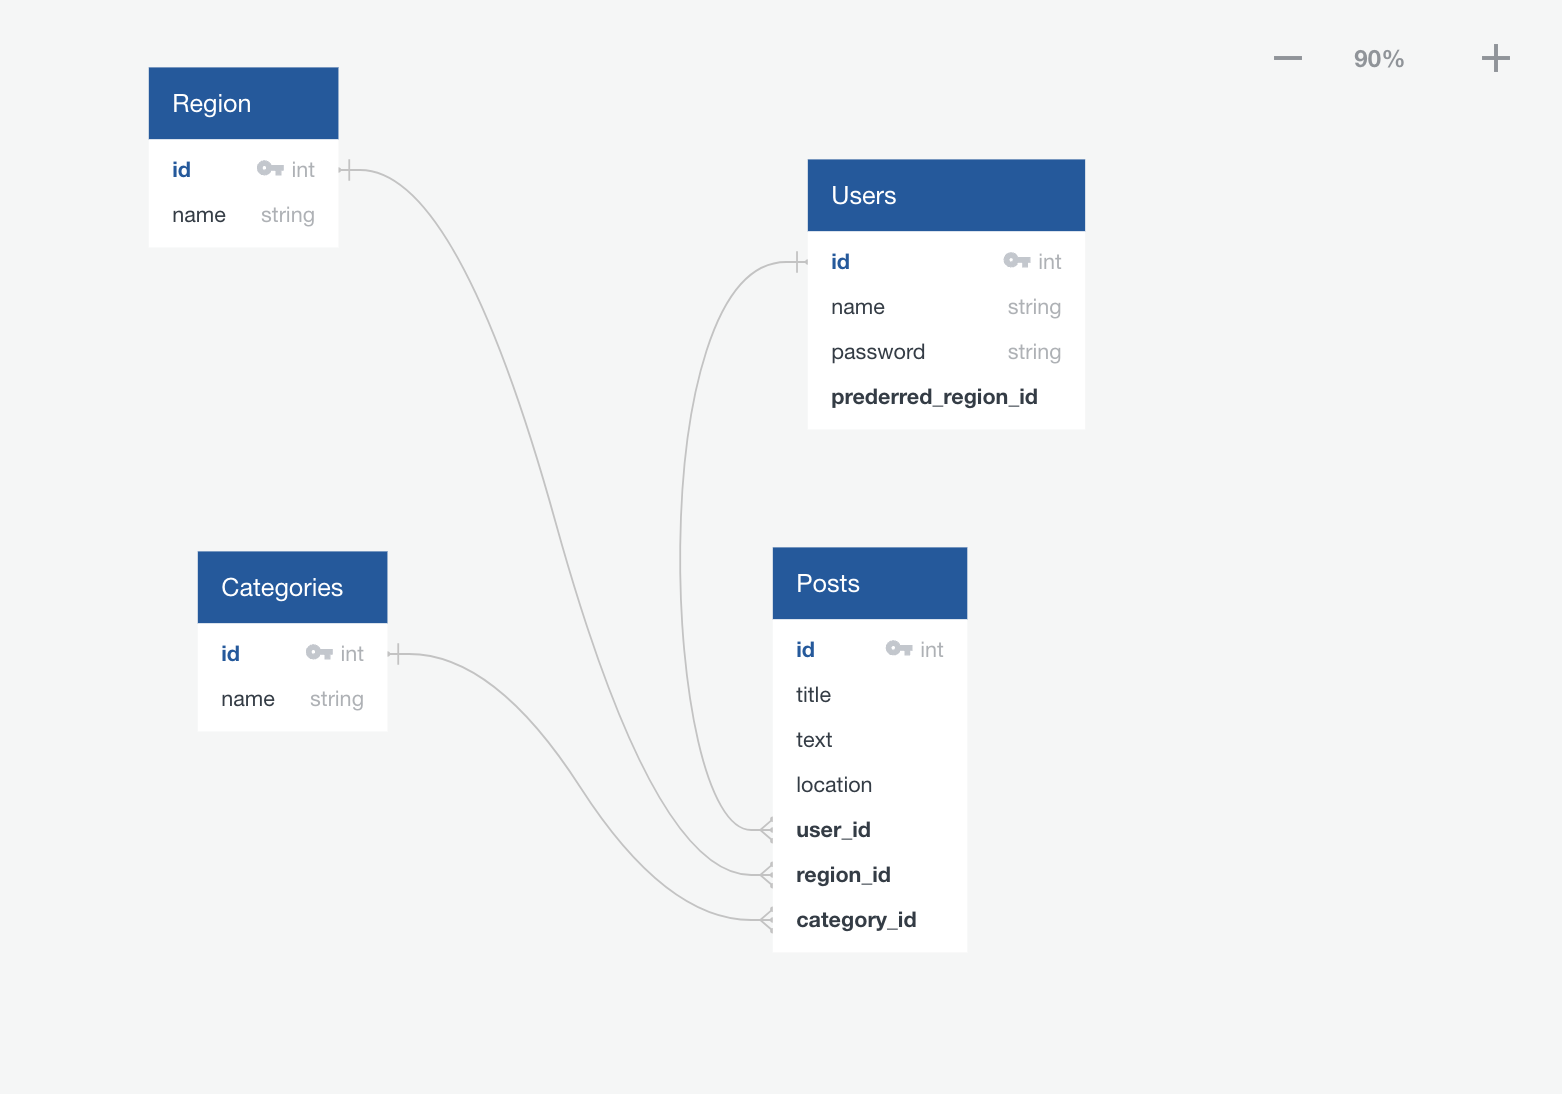 90%
Region
id int
name string
Users
id int
name string
password string
prederred_region_id
Categories
id int
name string
Posts
id int
title
text
location
user_id
region_id
category_id